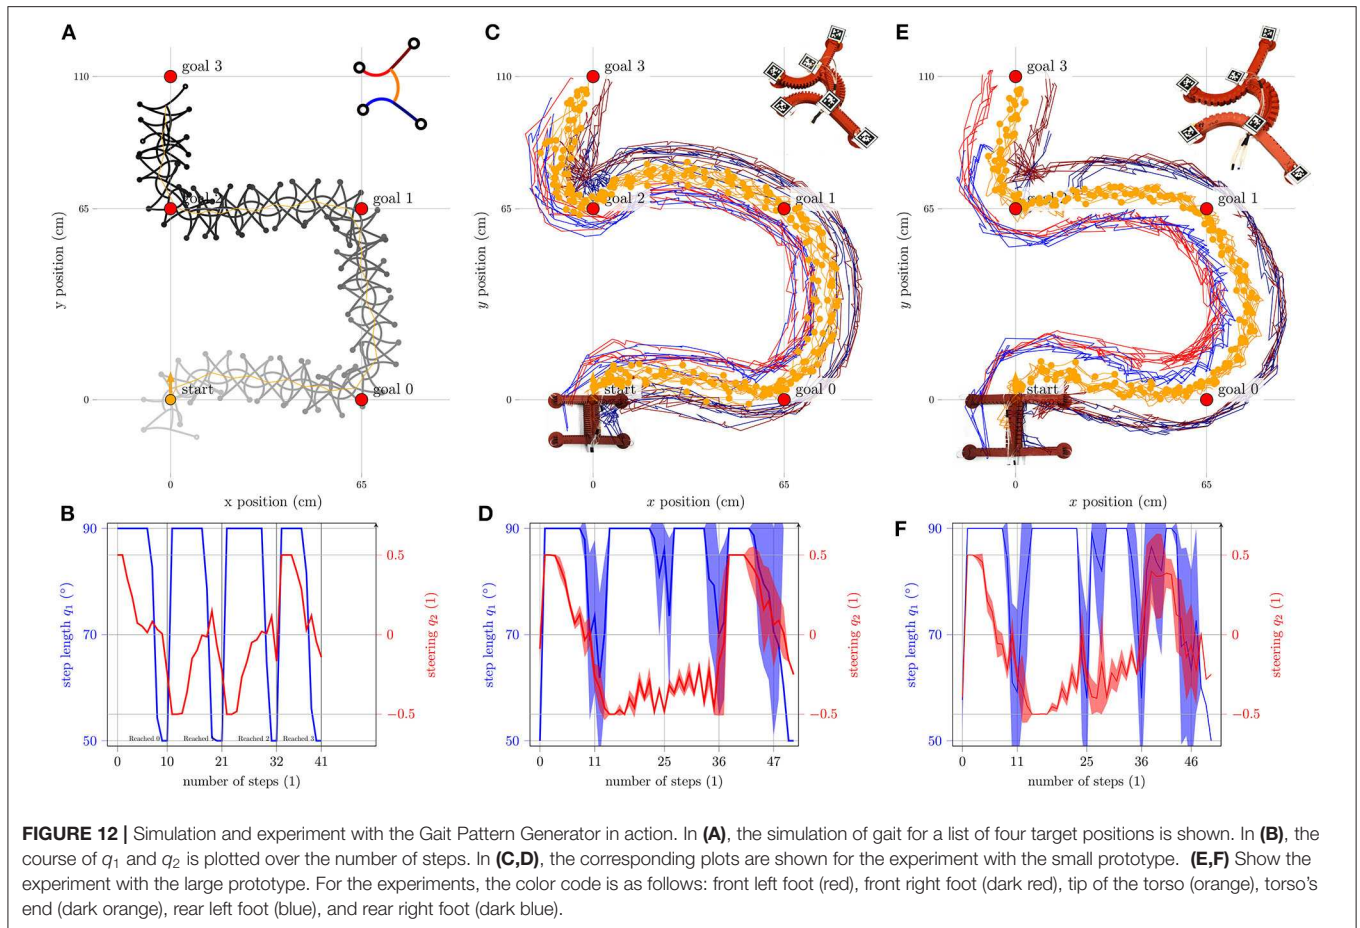 A
C
E
goal 3
110
goal 2
goal 1
65
y position (cm)
start
goal 0
0
0
65
x position (cm)
goal 3
110
goal 2
goal 1
65
y position (cm)
start
goal 0
0
0
65
x position (cm)
goal 3
110
goal 1
65
y position (cm)
start
goal 0
0
0
65
x position (cm)
B
90
70
50
step length q₁ (°)
0.5
0
−0.5
steering q₂ (1)
Reached 0
Reached
Reached 2
Reached 3
0 10 21 32 41
number of steps (1)
D
90
70
50
step length q₁ (°)
0.5
0
−0.5
steering q₂ (1)
0 11 25 36 47
number of steps (1)
F
90
70
50
step length q₁ (°)
0.5
0
−0.5
steering q₂ (1)
0 11 25 36 46
number of steps (1)
FIGURE 12 | Simulation and experiment with the Gait Pattern Generator in action. In (A), the simulation of gait for a list of four target positions is shown. In (B), the
course of q₁ and q₂ is plotted over the number of steps. In (C,D), the corresponding plots are shown for the experiment with the small prototype. (E,F) Show the
experiment with the large prototype. For the experiments, the color code is as follows: front left foot (red), front right foot (dark red), tip of the torso (orange), torso's
end (dark orange), rear left foot (blue), and rear right foot (dark blue).